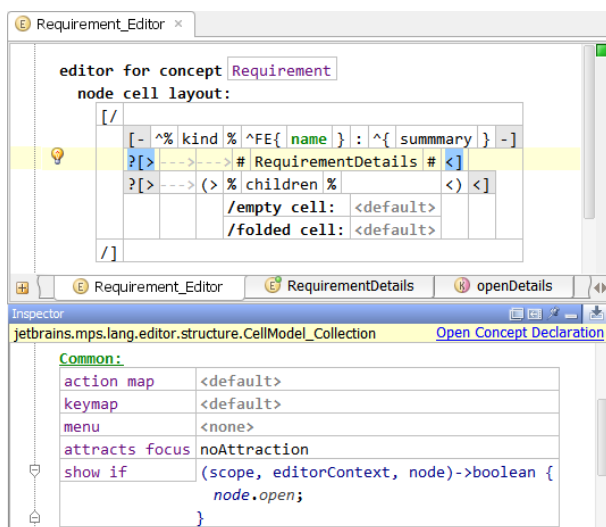 Requirement_Editor ×
editor for concept Requirement
node cell layout:
[/
[- ^% kind % ^FE{ name } : ^{ summmary } -]
?[> ---> ---> # RequirementDetails # <]
?[> ---> (> % children % <) <]
/empty cell: <default>
/folded cell: <default>
/]
Requirement_Editor RequirementDetails openDetails
Inspector
jetbrains.mps.lang.editor.structure.CellModel_Collection Open Concept Declaration
Common:
action map <default>
keymap <default>
menu <none>
attracts focus noAttraction
show if (scope, editorContext, node)->boolean {
node.open;
}